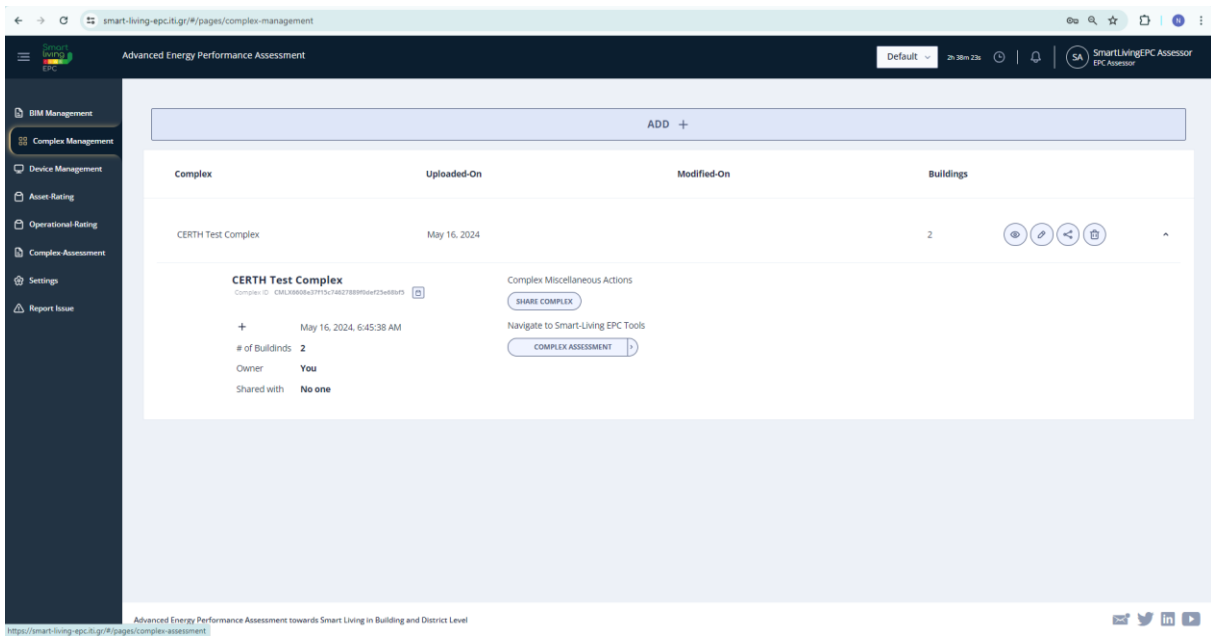 smart-living-epc.iti.gr/#/pages/complex-management
Smart living EPC
Advanced Energy Performance Assessment
Default
2h 38m 23s
SA
SmartLivingEPC Assessor
EPC Assessor
N
BIM Management
Complex Management
Device Management
Asset-Rating
Operational-Rating
Complex-Assessment
Settings
Report Issue
ADD +
Complex Uploaded-On Modified-On Buildings
CERTH Test Complex May 16, 2024 2
CERTH Test Complex
Complex ID
+ May 16, 2024, 6:45:38 AM
# of Buildinds 2
Owner You
Shared with No one
Complex Miscellaneous Actions
SHARE COMPLEX
Navigate to Smart-Living EPC Tools
COMPLEX ASSESSMENT
Advanced Energy Performance Assessment towards Smart Living in Building and District Level
https://smart-living-epc.iti.gr/#/pages/complex-assessment